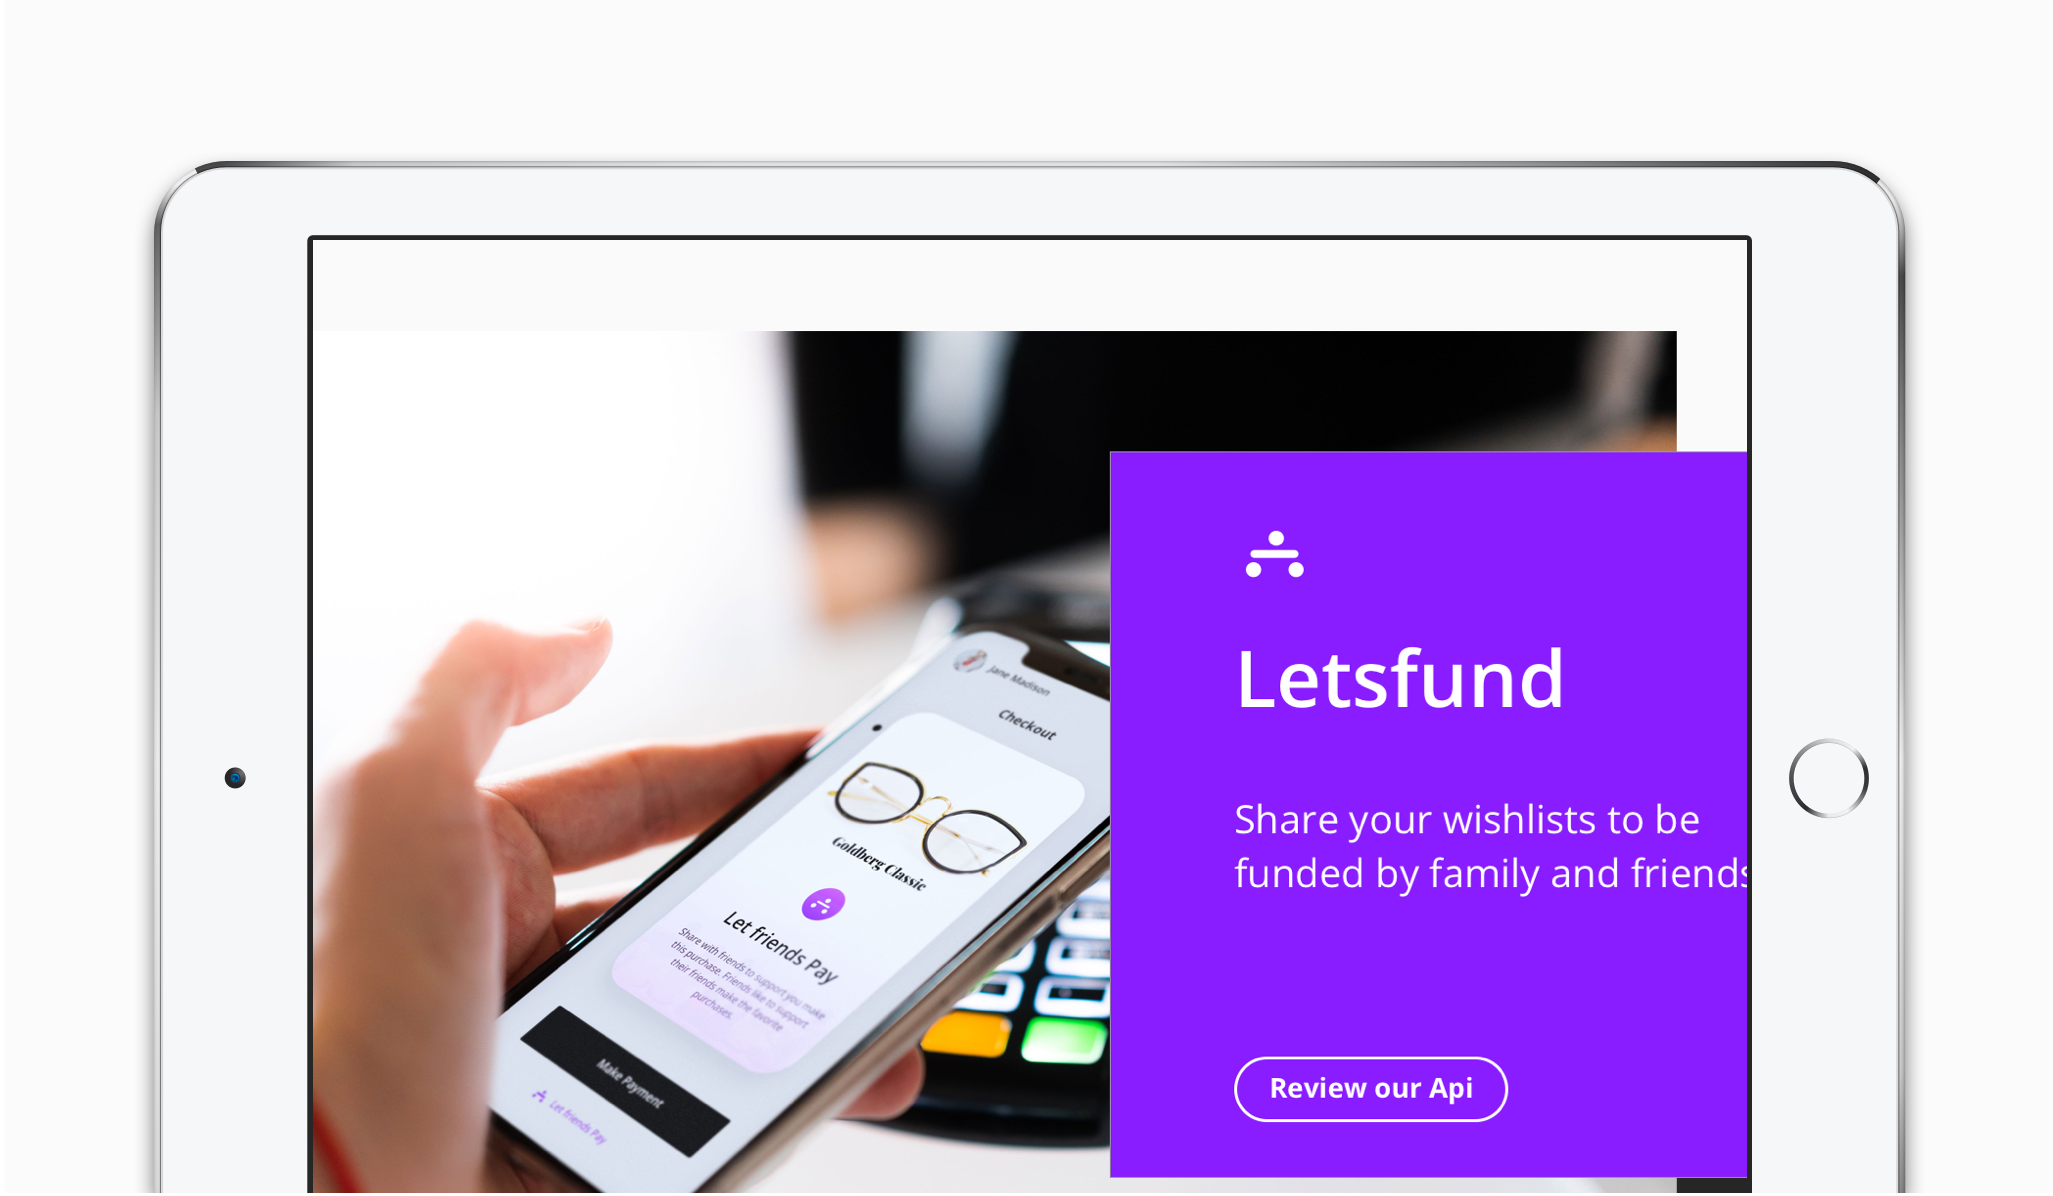 Jane Madison
Checkout
Goldberg Classic
Let friends Pay
Share with friends to support you make
this purchase. Friends like to support
their friends make the favorite
purchases.
Make Payment
Let friends Pay
Letsfund
Share your wishlists to be
funded by family and friends
Review our Api